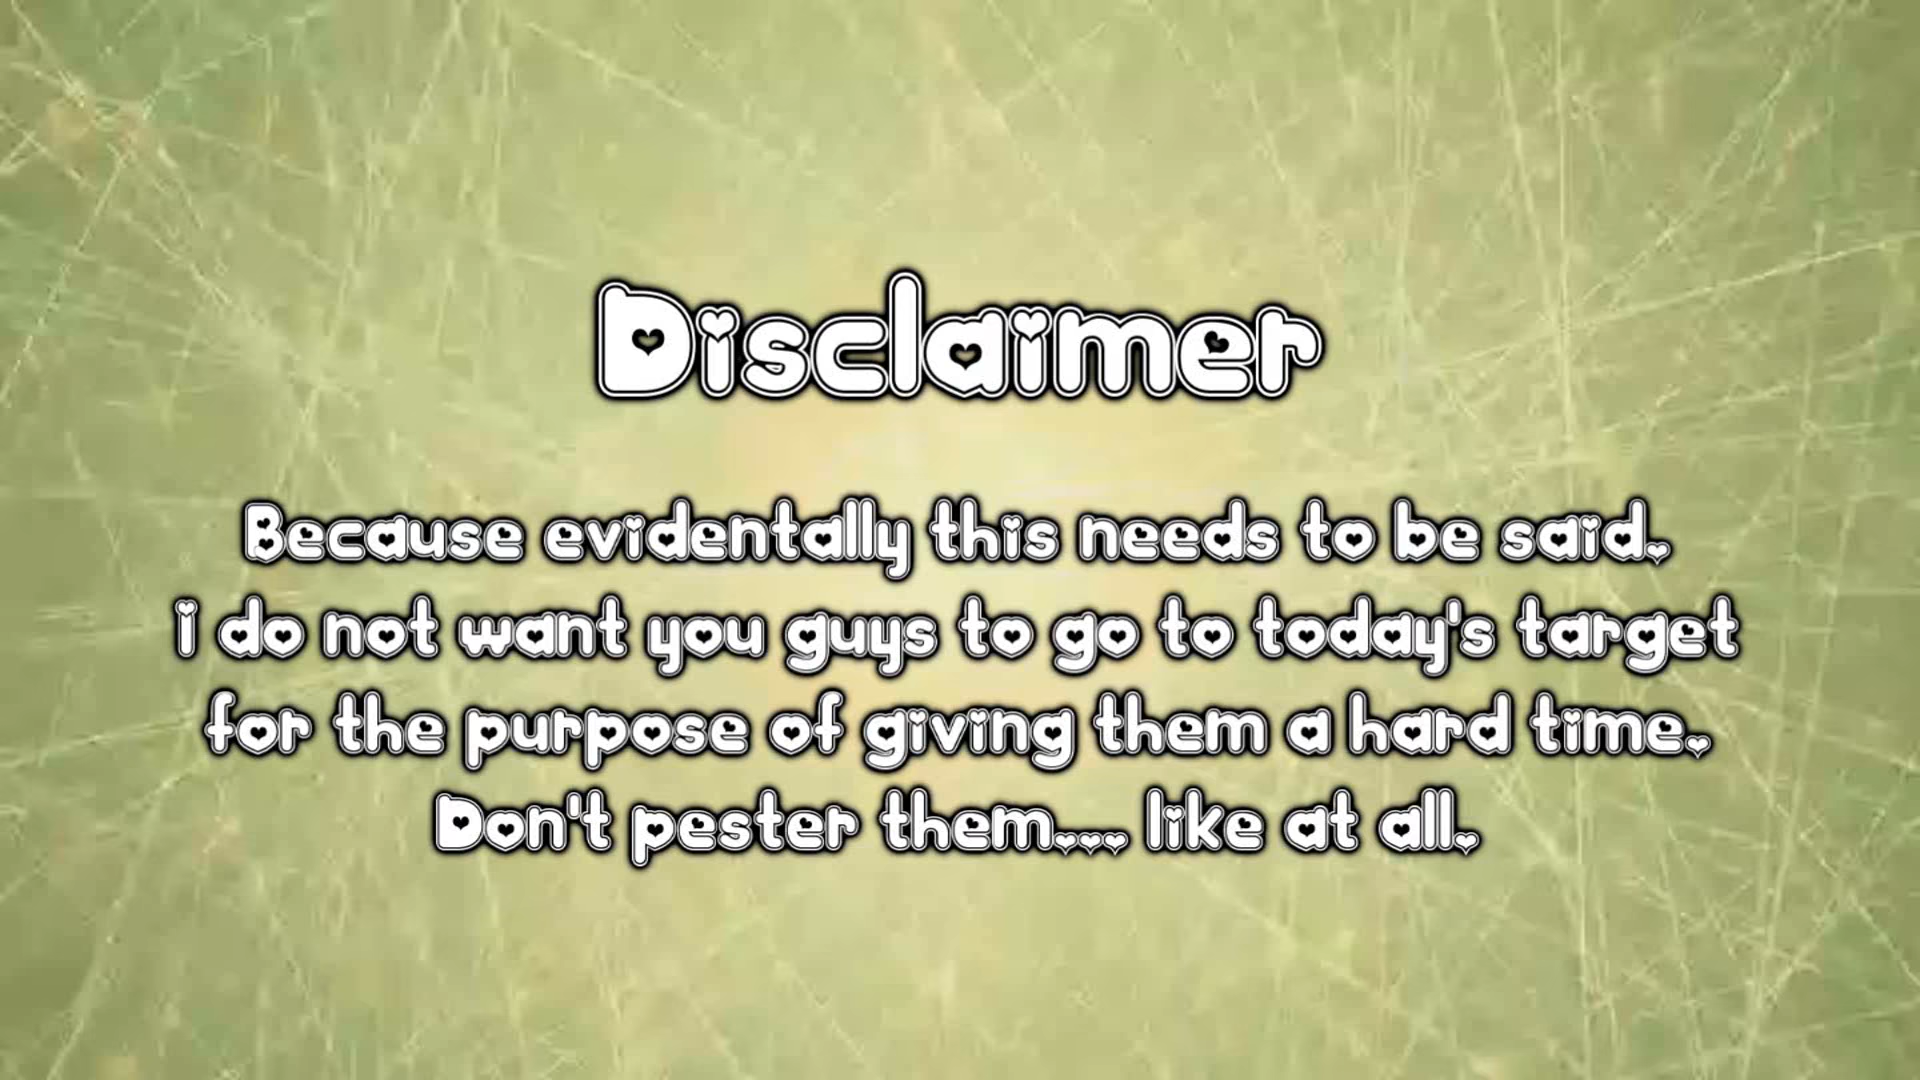 Disclaimer
Because evidentally this needs to be said.
I do not want you guys to go to today's target
for the purpose of giving them a hard time.
Don't pester them... like at all.